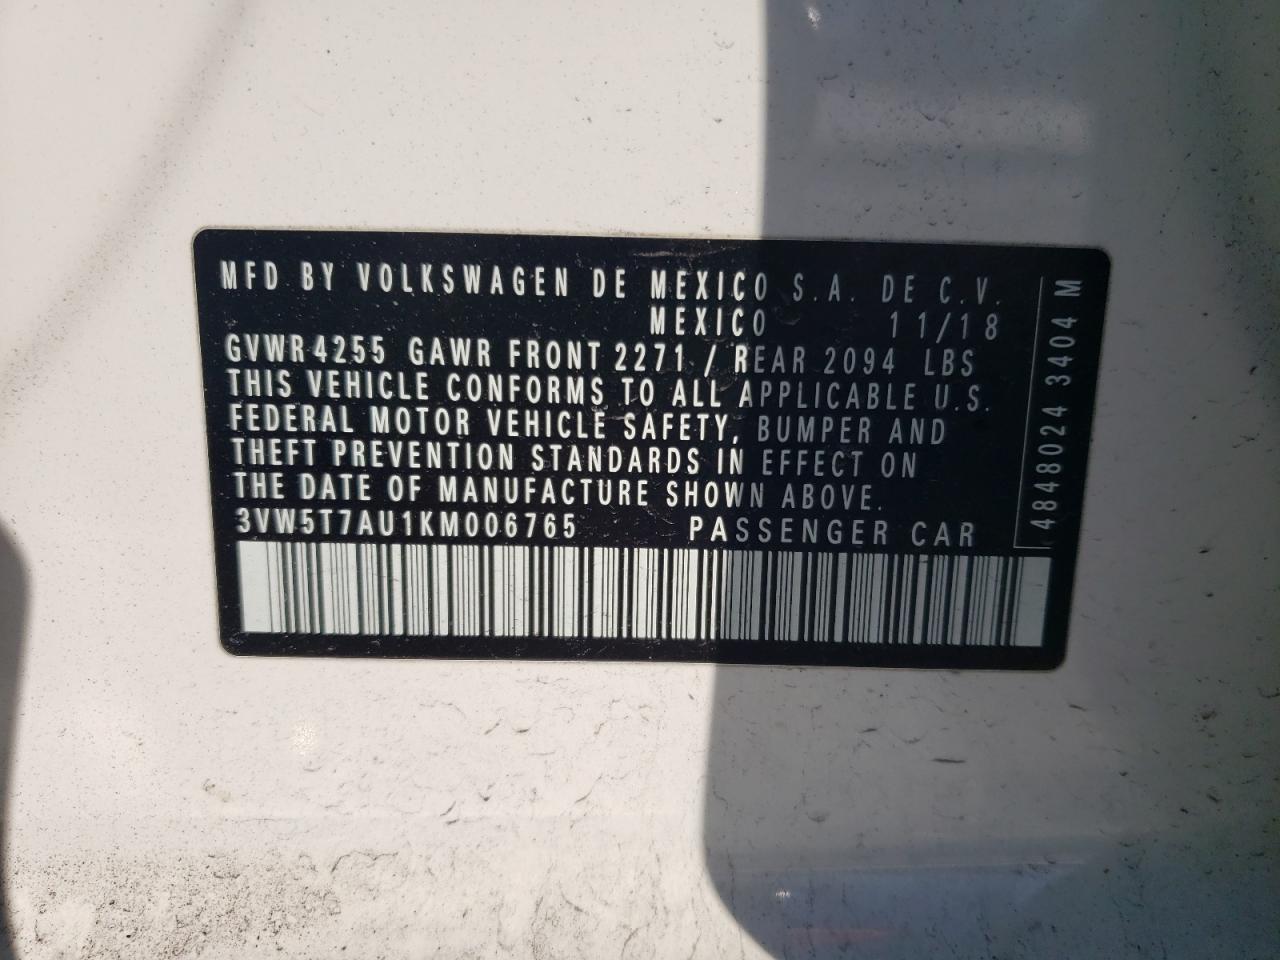 MFD BY VOLKSWAGEN DE MEXICO S.A. DE C.V.
MEXICO 11/18
GVWR 4255 GAWR FRONT 2271 / REAR 2094 LBS
THIS VEHICLE CONFORMS TO ALL APPLICABLE U.S.
FEDERAL MOTOR VEHICLE SAFETY, BUMPER AND
THEFT PREVENTION STANDARDS IN EFFECT ON
THE DATE OF MANUFACTURE SHOWN ABOVE.
3VW5T7AU1KM006765 PASSENGER CAR
4848024 3404 M